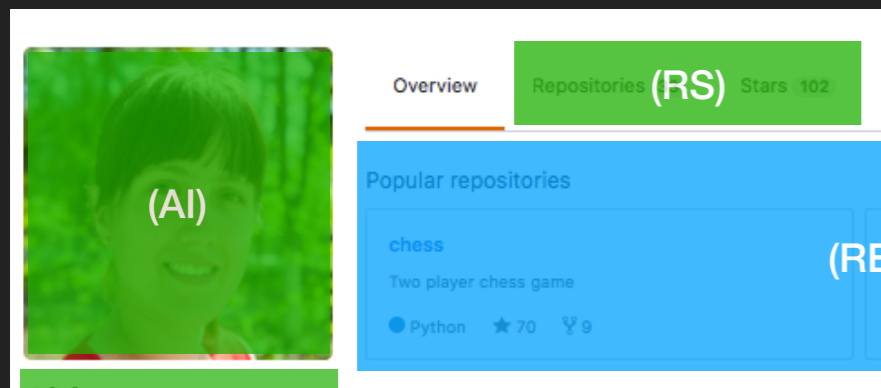 Overview Repositories (RS) Stars 102
(AI)
Popular repositories
chess
(RE
Two player chess game
Python 70 9